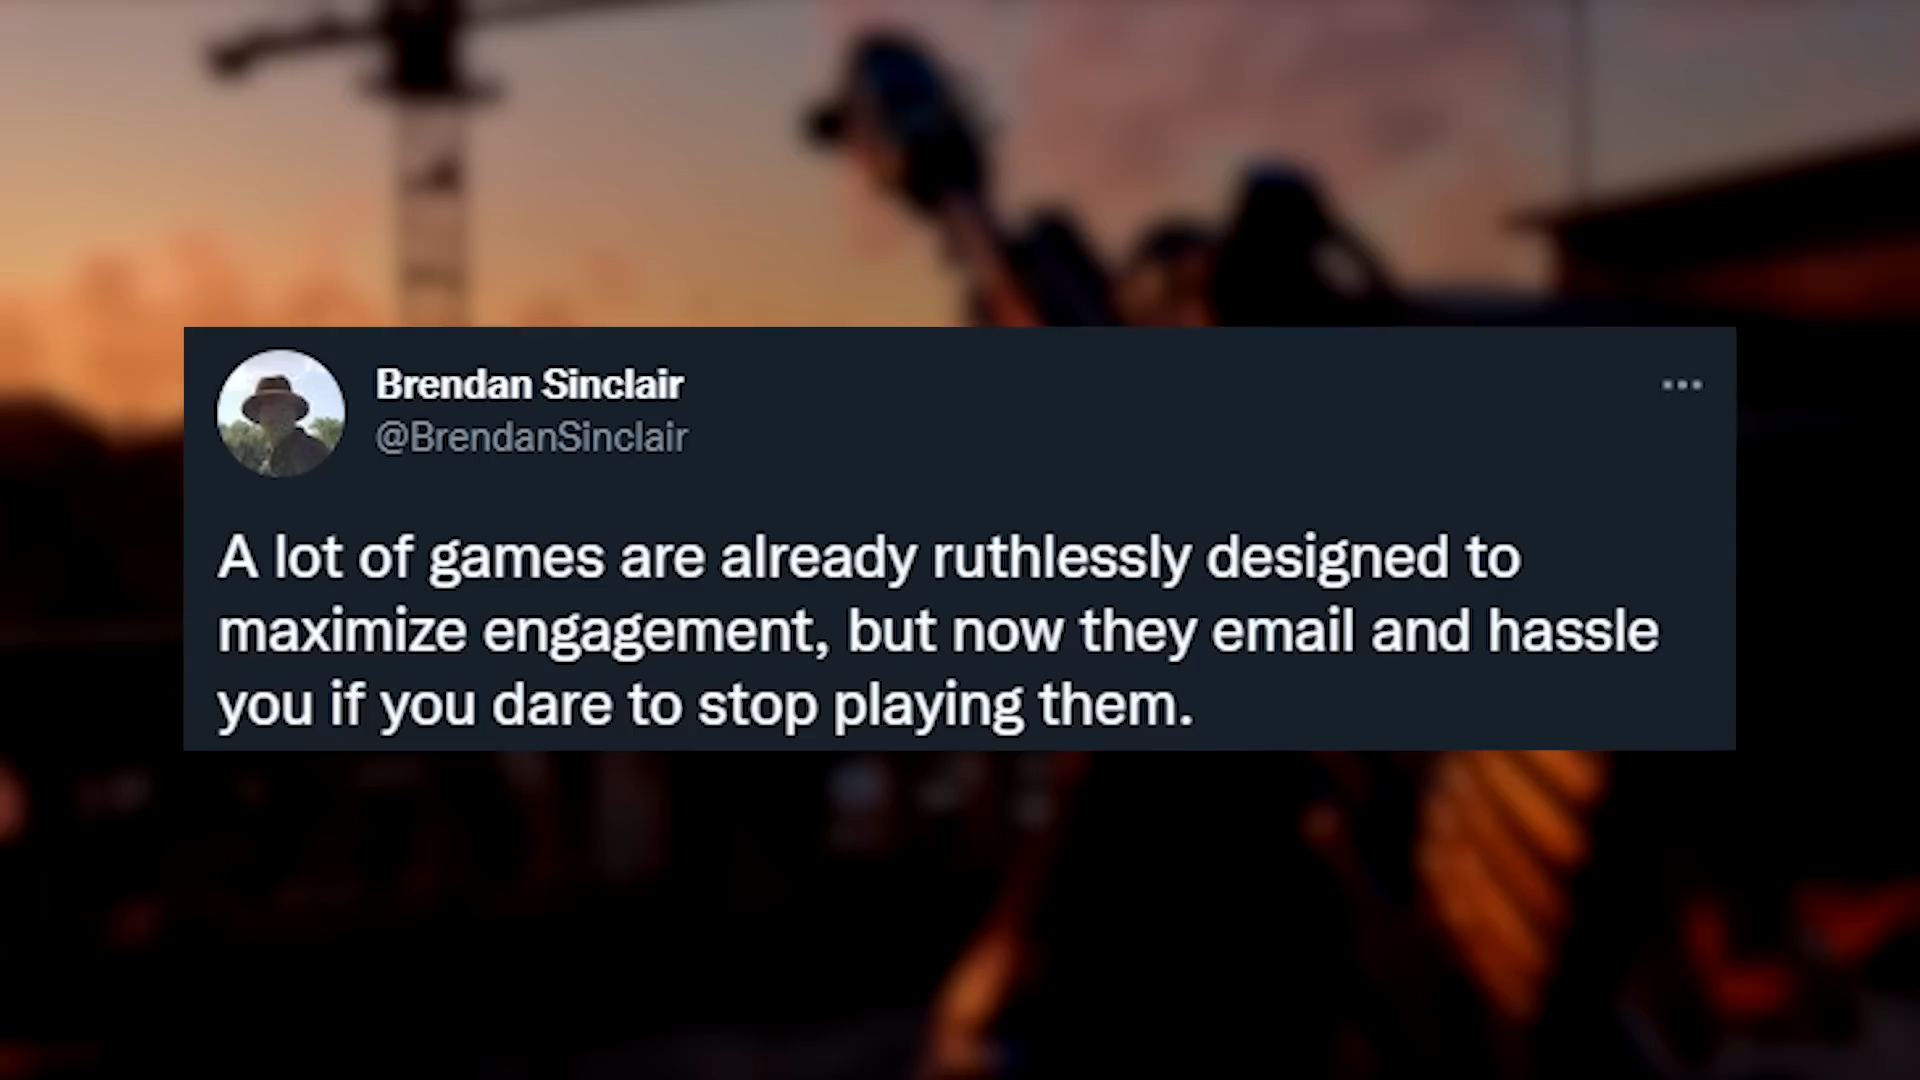 Brendan Sinclair
@BrendanSinclair
A lot of games are already ruthlessly designed to
maximize engagement, but now they email and hassle
you if you dare to stop playing them.